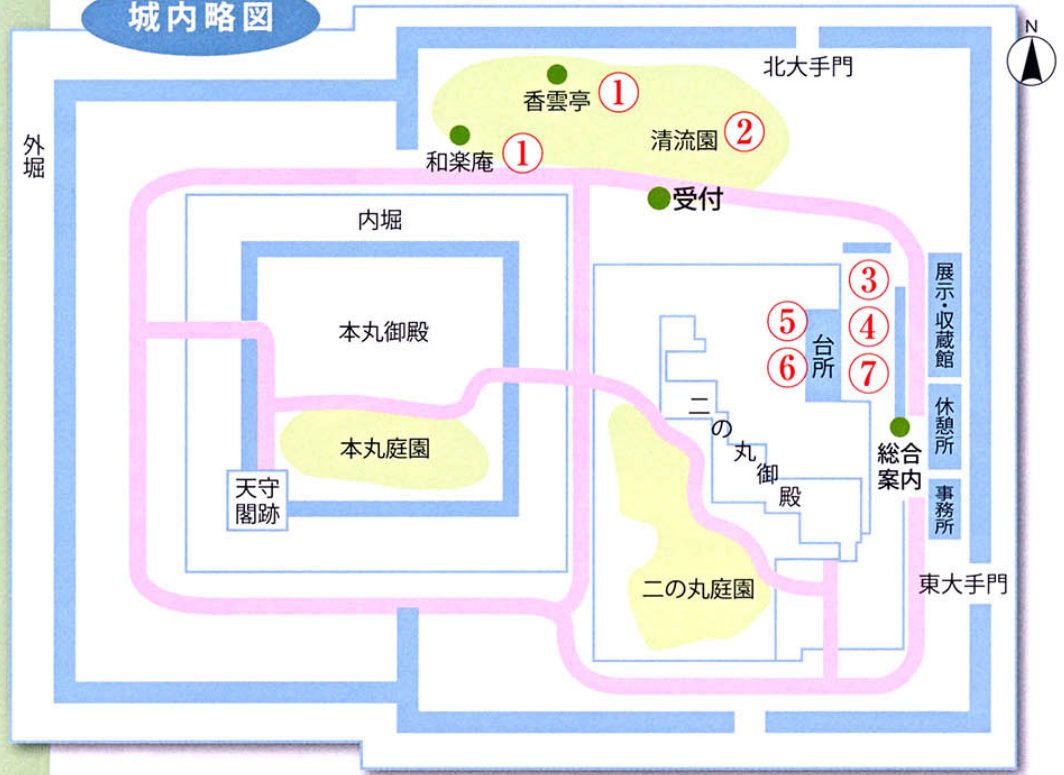 城内略図
N
北大手門
香雲亭 ①
清流園 ②
外堀
和楽庵 ①
受付
内堀
展示・収蔵館
③
本丸御殿
⑤
④
台所
⑥
⑦
二の丸御殿
休憩所
本丸庭園
総合
案内
天守
閣跡
事務所
二の丸庭園
東大手門